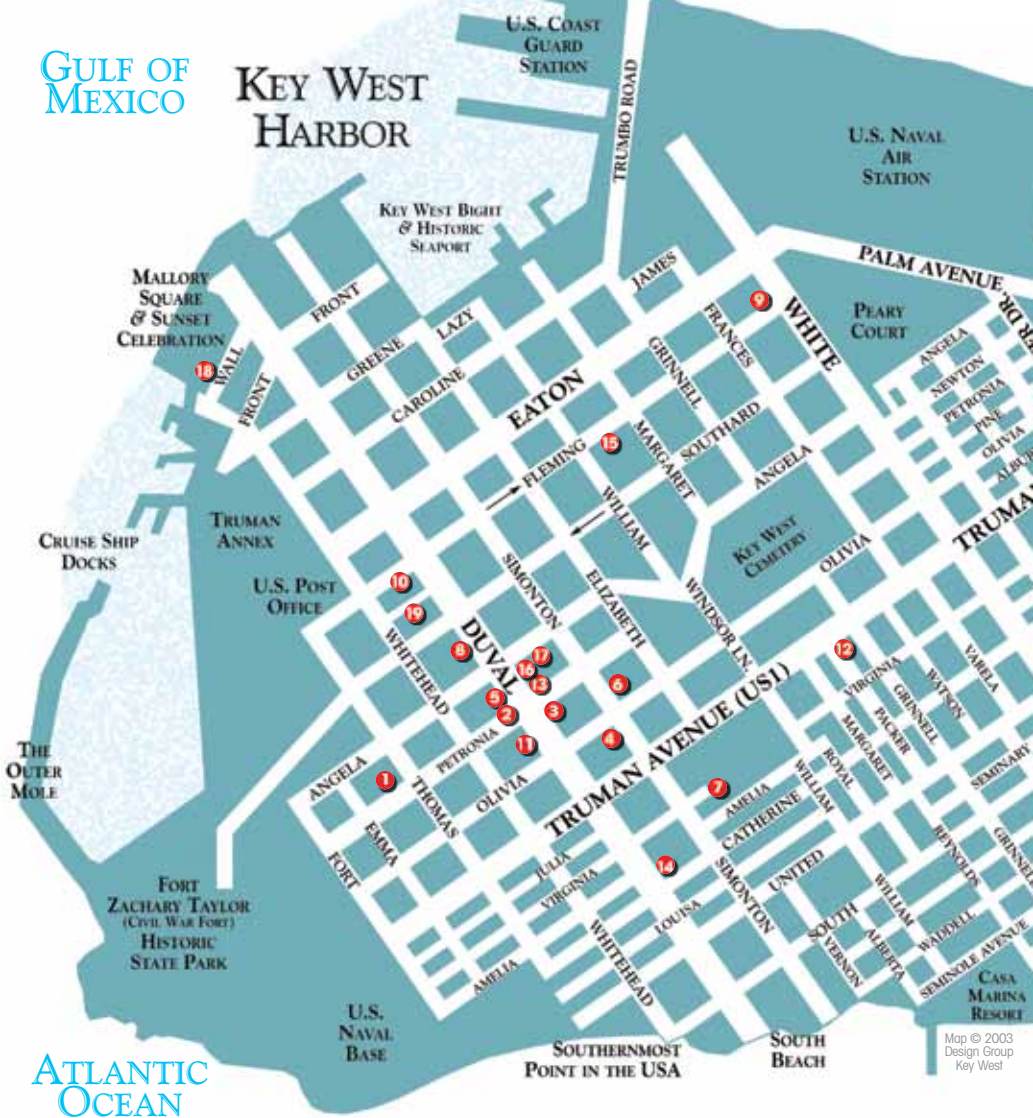 GULF OF
MEXICO
KEY WEST
HARBOR
U.S. COAST
GUARD
STATION
TRUMBO ROAD
U.S. NAVAL
AIR
STATION
KEY WEST BIGHT
& HISTORIC
SEAPORT
MALLORY
SQUARE
& SUNSET
CELEBRATION
18
WALL
FRONT
FRONT
GREENE
LAZY
CAROLINE
EATON
JAMES
FRANCES
GRINNELL
9
WHITE
PALM AVENUE
PEARY
COURT
ANGELA
NEWTON
PETRONIA
PINE
OLIVIA
FLEMING
15
MARGARET
SOUTHARD
ANGELA
WILLIAM
KEY WEST
CEMETERY
OLIVIA
CRUISE SHIP
DOCKS
TRUMAN
ANNEX
U.S. POST
OFFICE
10
19
SIMONTON
ELIZABETH
WINDSOR LN.
DUVAL
WHITEHEAD
8
17
16
13
5
2
3
6
12
11
4
TRUMAN AVENUE (US1)
VIRGINIA
GRINNELL
WATSON
VARELA
PACKER
MARGARET
ROYAL
WILLIAM
SEMINARY
THE
OUTER
MOLE
ANGELA
1
PETRONIA
THOMAS
OLIVIA
EMMA
FORT
7
AMELIA
CATHERINE
14
JULIA
VIRGINIA
SIMONTON
UNITED
LOUISA
WHITEHEAD
AMELIA
SOUTH
VERNON
ALBERTA
WILLIAM
REYNOLDS
WADDELL
SEMINOLE AVENUE
CASA
MARINA
RESORT
FORT
ZACHARY TAYLOR
(CIVIL WAR FORT)
HISTORIC
STATE PARK
U.S.
NAVAL
BASE
SOUTHERNMOST
POINT IN THE USA
SOUTH
BEACH
Map © 2003
Design Group
Key West
ATLANTIC
OCEAN